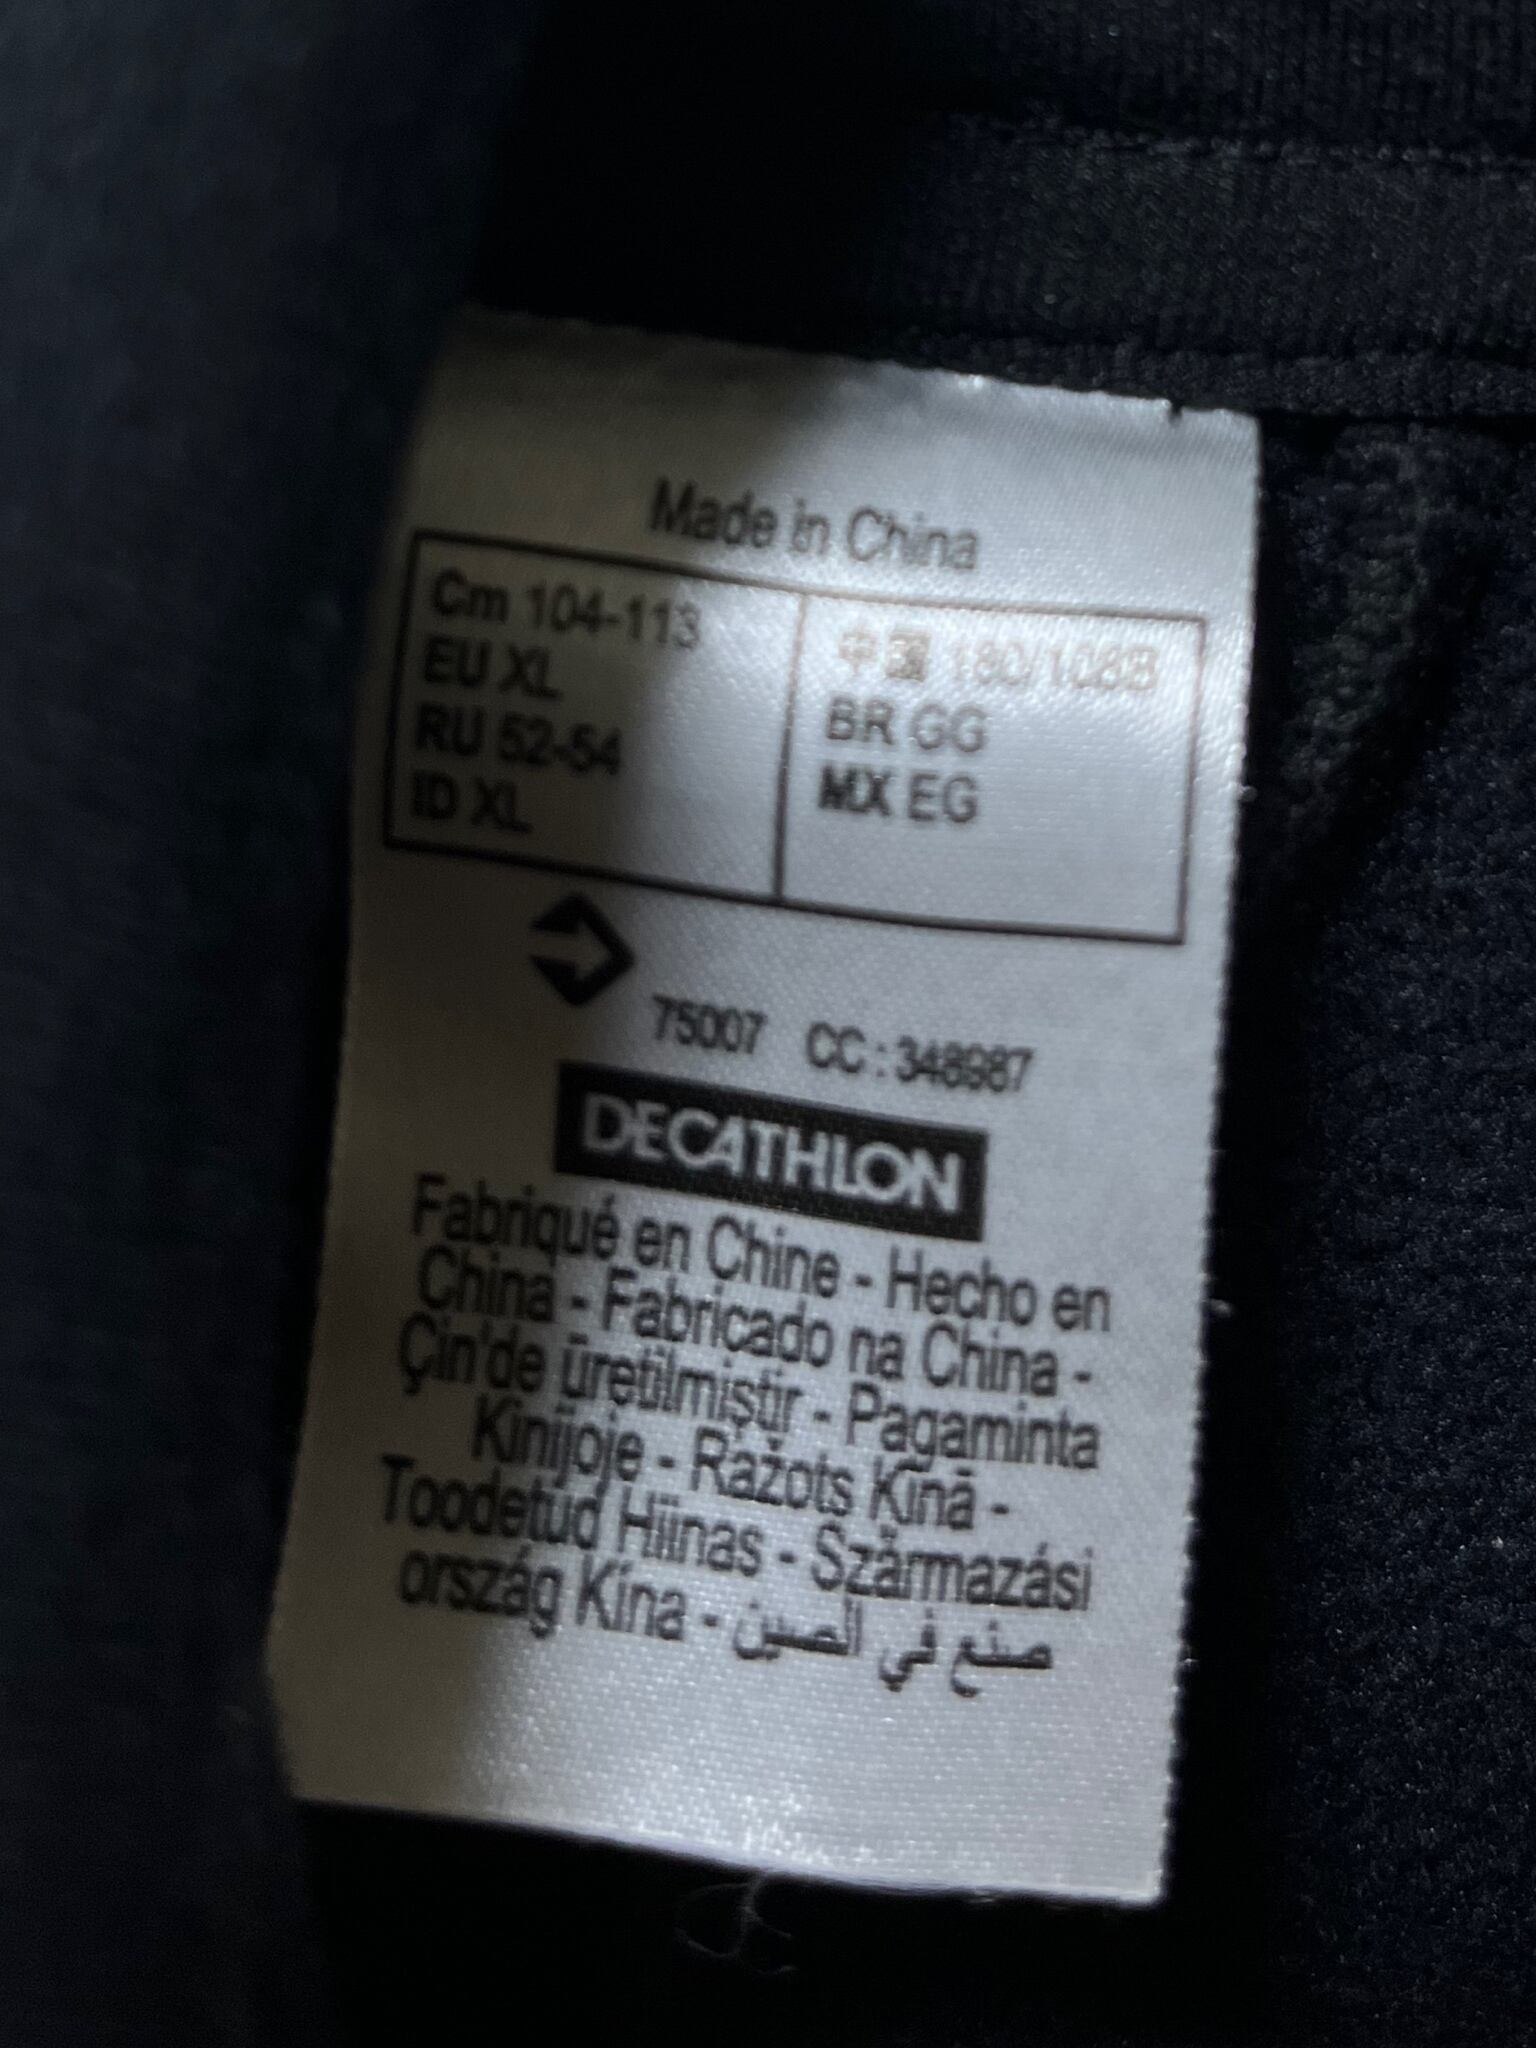 Made in China
Cm 104-113
EU XL
RU 52-54
ID XL
中國 180/108B
BR GG
MX EG
75007 CC : 348987
DECATHLON
Fabriqué en Chine - Hecho en
China - Fabricado na China -
Çin'de üretilmiştir - Pagaminta
Kinijoje - Ražots Ķīnā -
Toodetud Hiinas - Származási
ország Kína - صنع في الصين